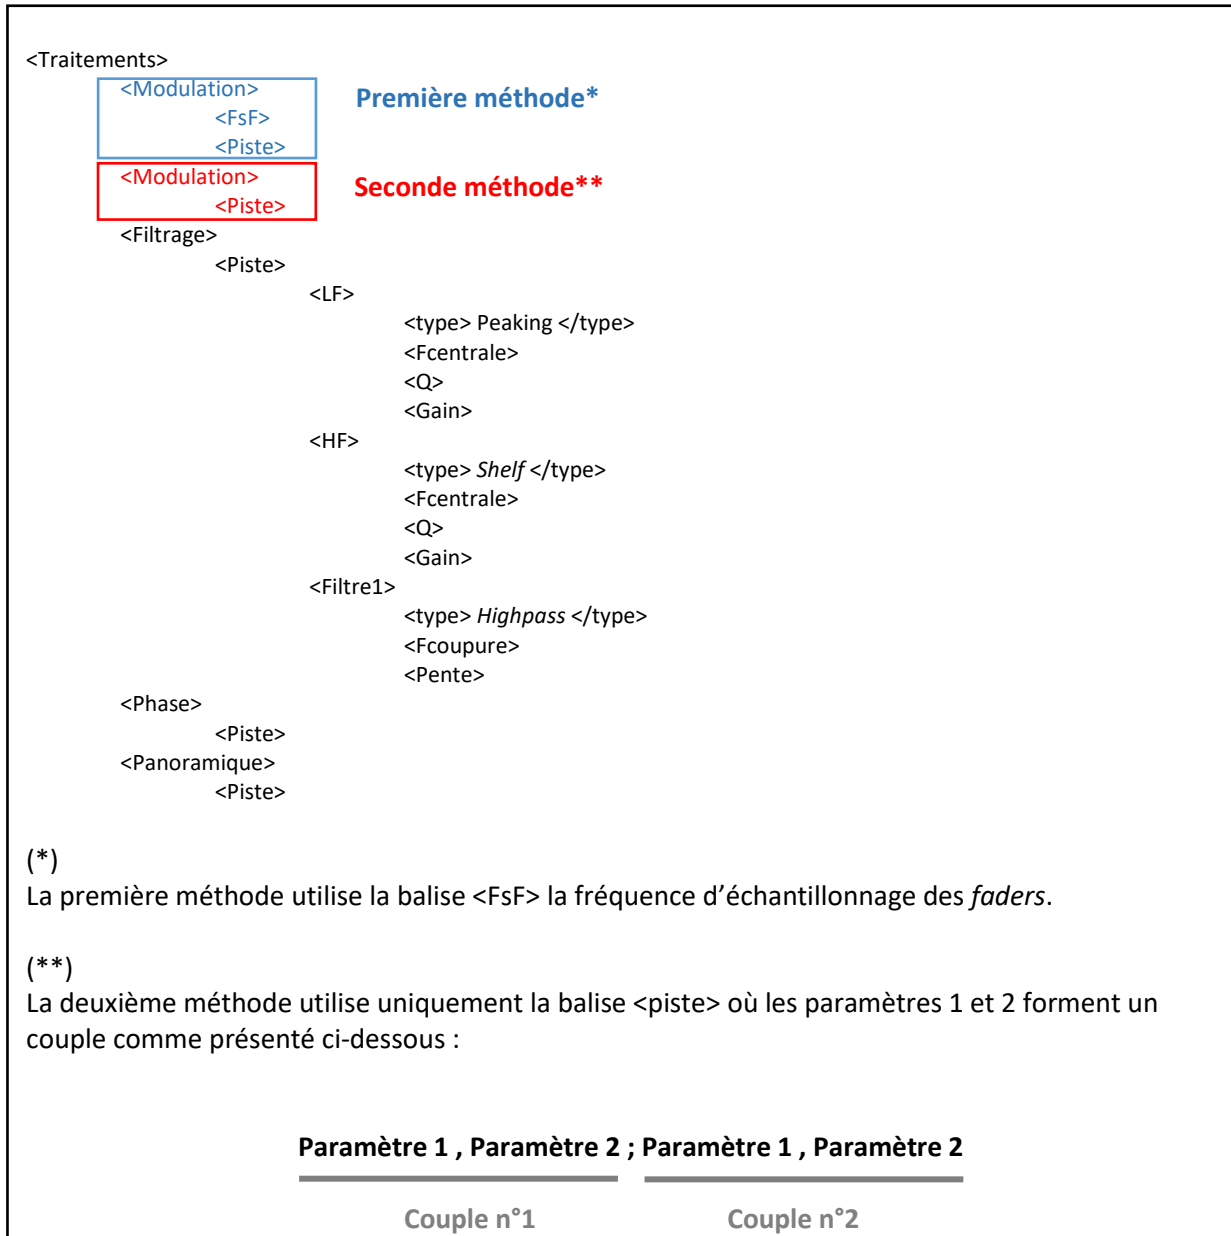 <Traitements>
<Modulation>
Première méthode*
<FsF>
<Piste>
<Modulation>
Seconde méthode**
<Piste>
<Filtrage>
<Piste>
<LF>
<type> Peaking </type>
<Fcentrale>
<Q>
<Gain>
<HF>
<type> Shelf </type>
<Fcentrale>
<Q>
<Gain>
<Filtre1>
<type> Highpass </type>
<Fcoupure>
<Pente>
<Phase>
<Piste>
<Panoramique>
<Piste>
(*)
La première méthode utilise la balise <FsF> la fréquence d’échantillonnage des faders.
(**)
La deuxième méthode utilise uniquement la balise <piste> où les paramètres 1 et 2 forment un
couple comme présenté ci-dessous :
Paramètre 1 , Paramètre 2 ; Paramètre 1 , Paramètre 2
Couple n°1 Couple n°2